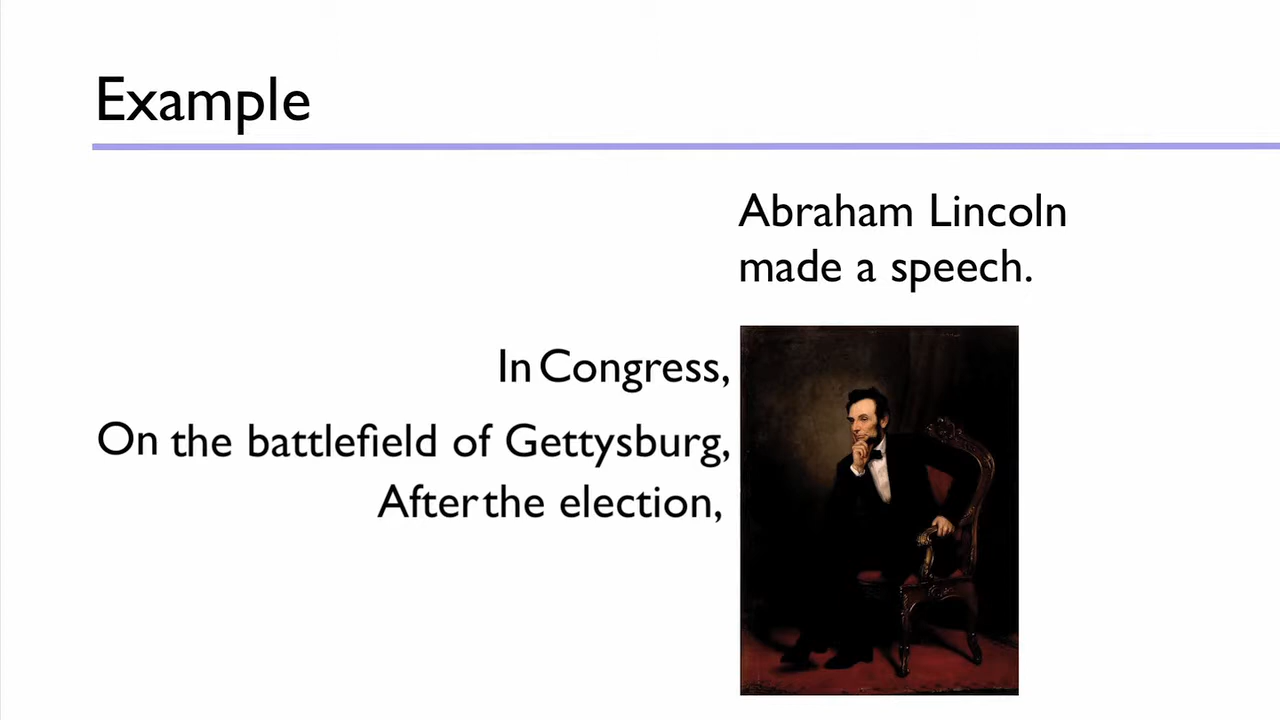 Example
Abraham Lincoln
made a speech.
In Congress,
On the battlefield of Gettysburg,
After the election,